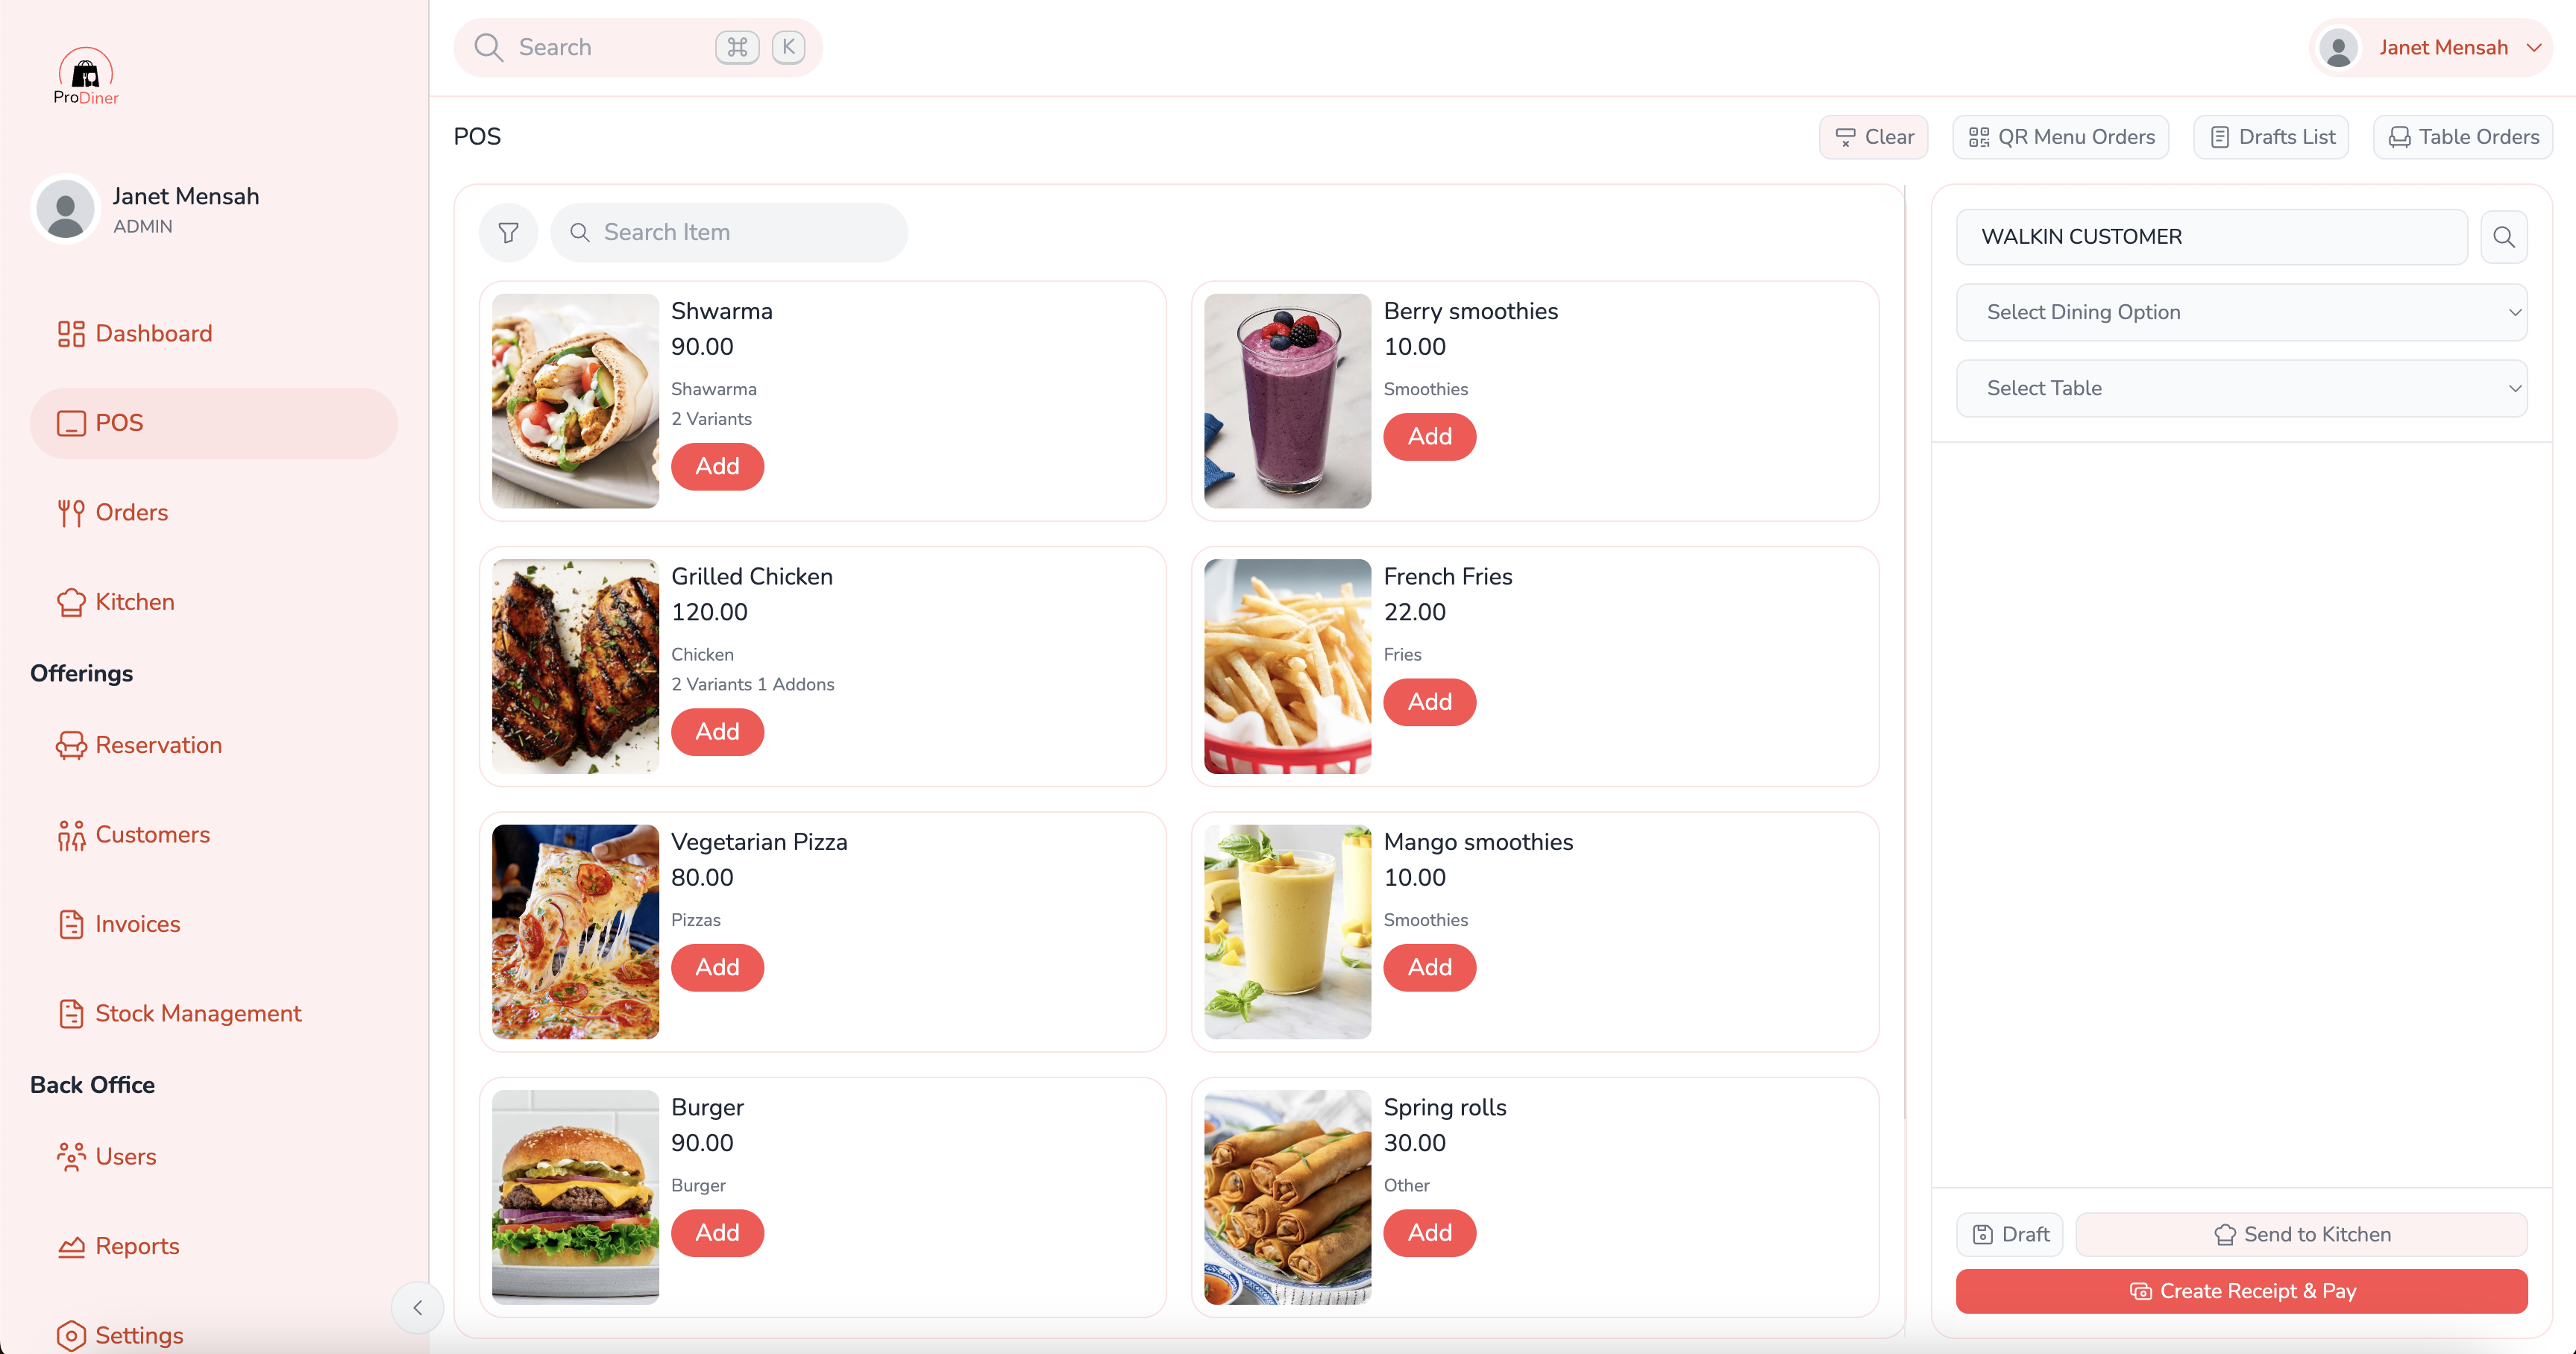 ProDiner
Janet Mensah
ADMIN
Dashboard
POS
Orders
Kitchen
Offerings
Reservation
Customers
Invoices
Stock Management
Back Office
Users
Reports
Settings
Search ⌘ K
Janet Mensah
POS
Clear
QR Menu Orders
Drafts List
Table Orders
Search Item
Shwarma
90.00
Shawarma
2 Variants
Add
Berry smoothies
10.00
Smoothies
Add
Grilled Chicken
120.00
Chicken
2 Variants 1 Addons
Add
French Fries
22.00
Fries
Add
Vegetarian Pizza
80.00
Pizzas
Add
Mango smoothies
10.00
Smoothies
Add
Burger
90.00
Burger
Add
Spring rolls
30.00
Other
Add
WALKIN CUSTOMER
Select Dining Option
Select Table
Draft
Send to Kitchen
Create Receipt & Pay